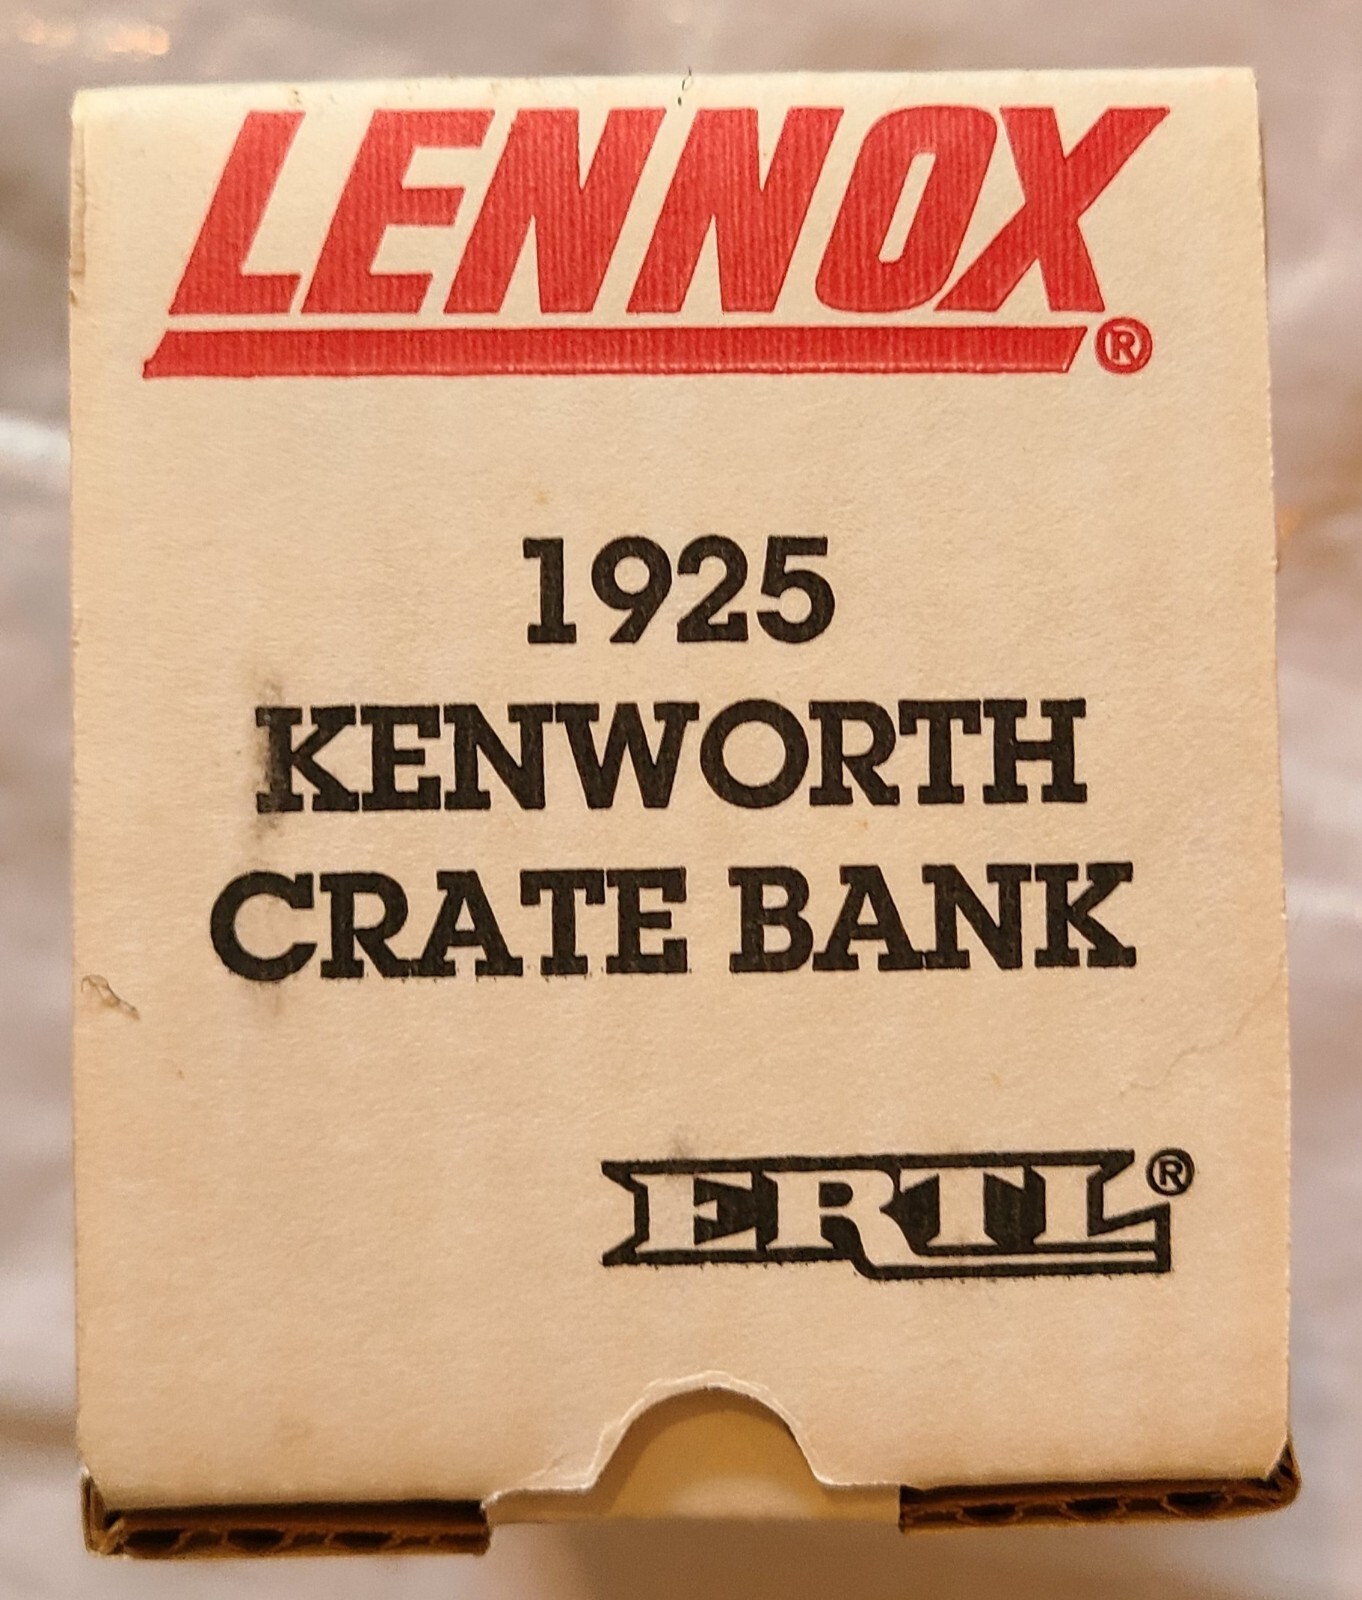 LENNOX®
1925
KENWORTH
CRATE BANK
ERTL®